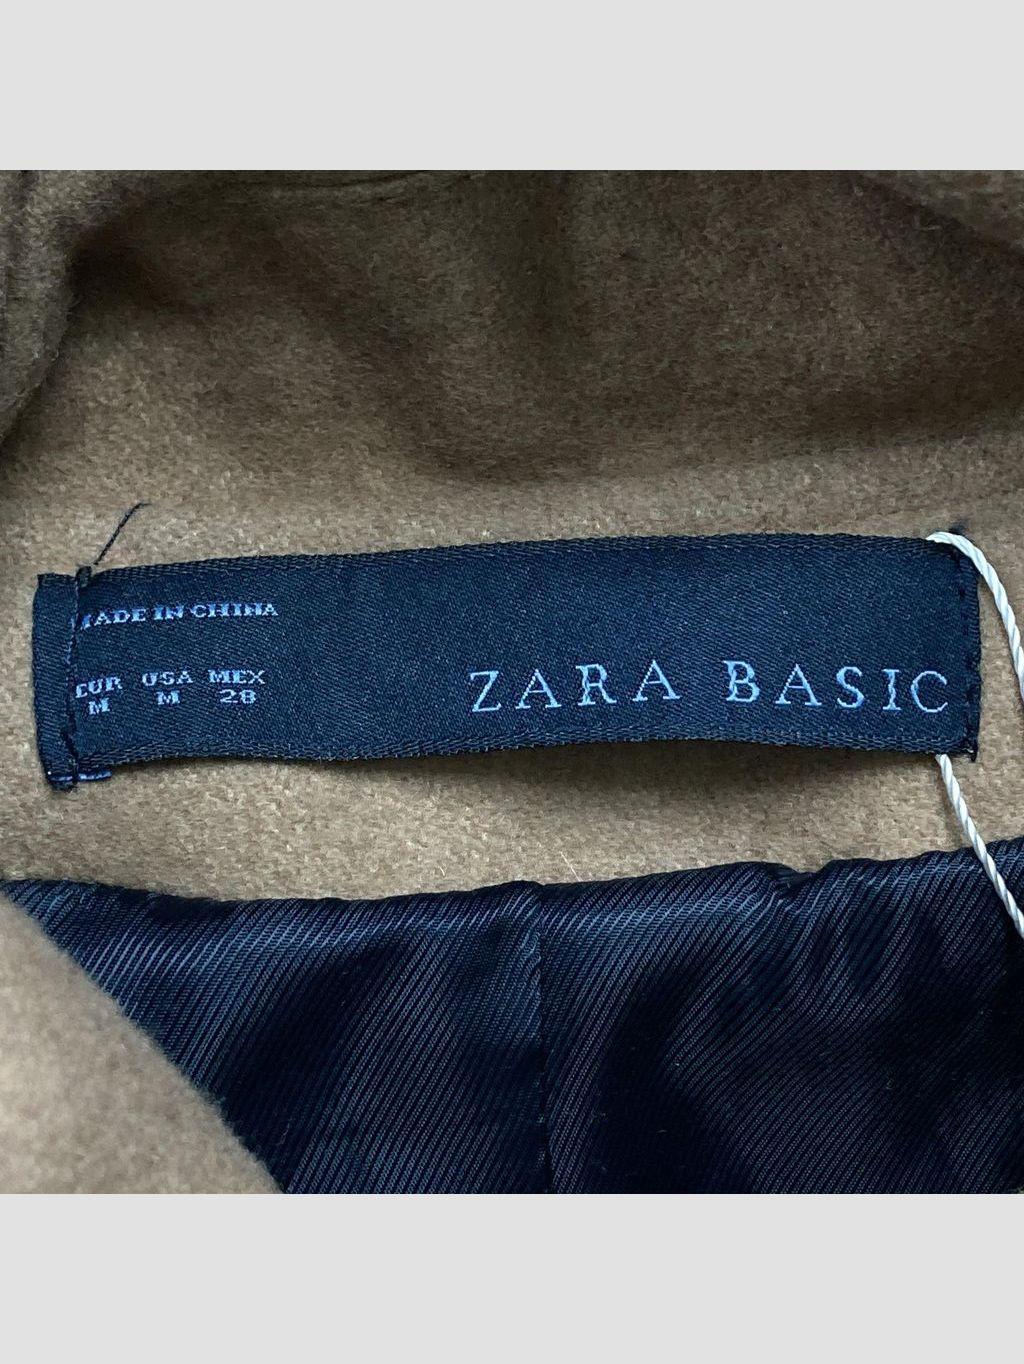 MADE IN CHINA
EUR USA MEX
M M 28
ZARA BASIC